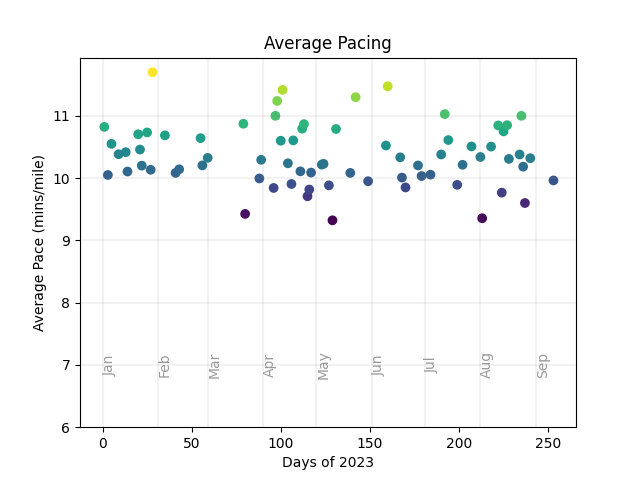 Average Pacing
Average Pace (mins/mile)
11
10
9
8
7
6
Jan
Feb
Mar
Apr
May
Jun
Jul
Aug
Sep
0
50
100
150
200
250
Days of 2023